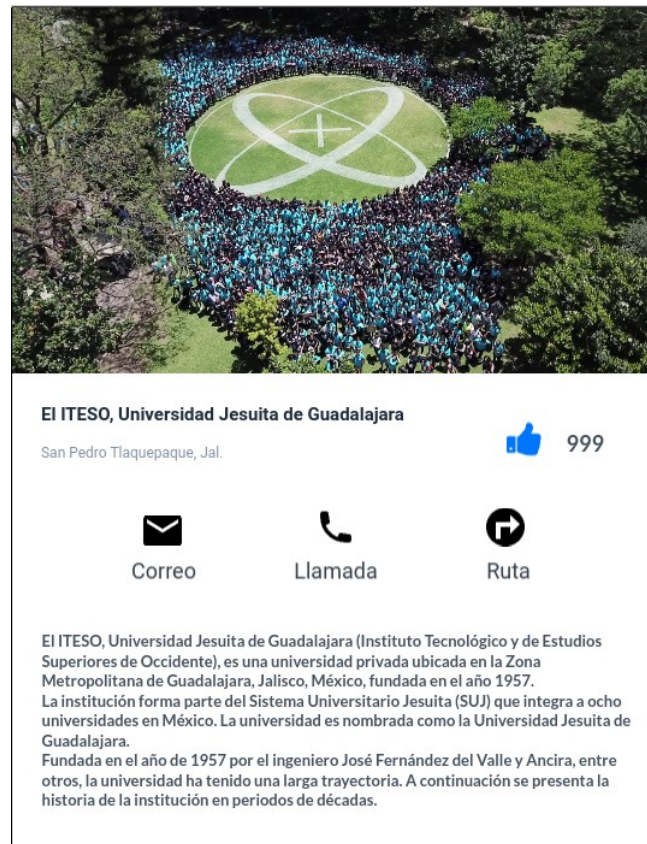 El ITESO, Universidad Jesuita de Guadalajara
San Pedro Tlaquepaque, Jal.
999
Correo
Llamada
Ruta
El ITESO, Universidad Jesuita de Guadalajara (Instituto Tecnológico y de Estudios
Superiores de Occidente), es una universidad privada ubicada en la Zona
Metropolitana de Guadalajara, Jalisco, México, fundada en el año 1957.
La institución forma parte del Sistema Universitario Jesuita (SUJ) que integra a ocho
universidades en México. La universidad es nombrada como la Universidad Jesuita de
Guadalajara.
Fundada en el año de 1957 por el ingeniero José Fernández del Valle y Ancira, entre
otros, la universidad ha tenido una larga trayectoria. A continuación se presenta la
historia de la institución en periodos de décadas.